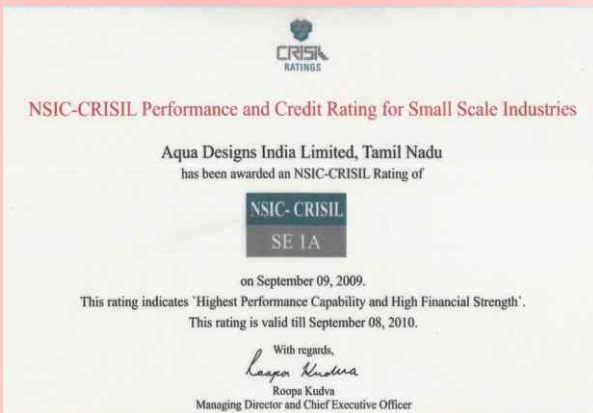 CRISIL
RATINGS
NSIC-CRISIL Performance and Credit Rating for Small Scale Industries
Aqua Designs India Limited, Tamil Nadu
has been awarded an NSIC-CRISIL Rating of
NSIC- CRISIL
SE 1A
on September 09, 2009.
This rating indicates `Highest Performance Capability and High Financial Strength'.
This rating is valid till September 08, 2010.
With regards,
Roopa Kudva
Roopa Kudva
Managing Director and Chief Executive Officer